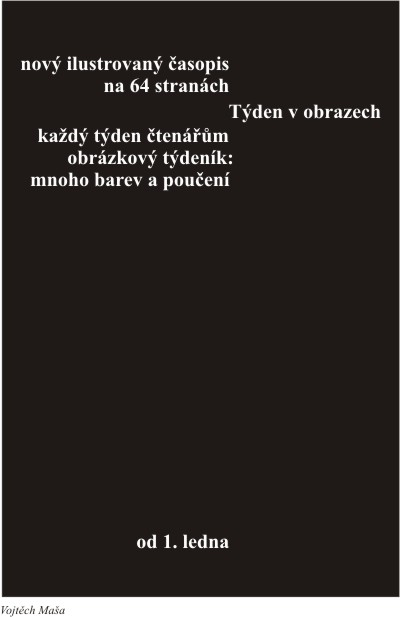 nový ilustrovaný časopis
na 64 stranách
Týden v obrazech
každý týden čtenářům
obrázkový týdeník:
mnoho barev a poučení
od 1. ledna
Vojtěch Maša